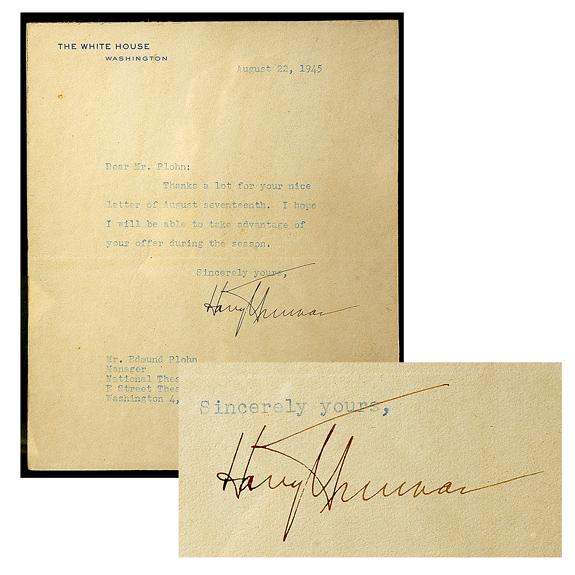 THE WHITE HOUSE
WASHINGTON
August 22, 1945
Dear Mr. Plohn:
Thanks a lot for your nice
letter of August seventeenth. I hope
I will be able to take advantage of
your offer during the season.
Sincerely yours,
Harry Truman
Mr. Edmund Plohn
Manager
National Thea
E Street Thea
Washington 4,
Sincerely yours,
Harry Truman